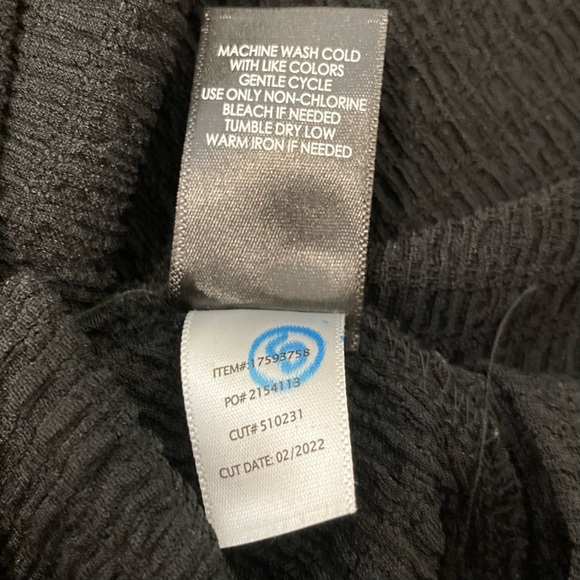 MACHINE WASH COLD
WITH LIKE COLORS
GENTLE CYCLE
USE ONLY NON-CHLORINE
BLEACH IF NEEDED
TUMBLE DRY LOW
WARM IRON IF NEEDED
ITEM#:17593758
PO# 2154113
CUT# 510231
CUT DATE: 02/2022